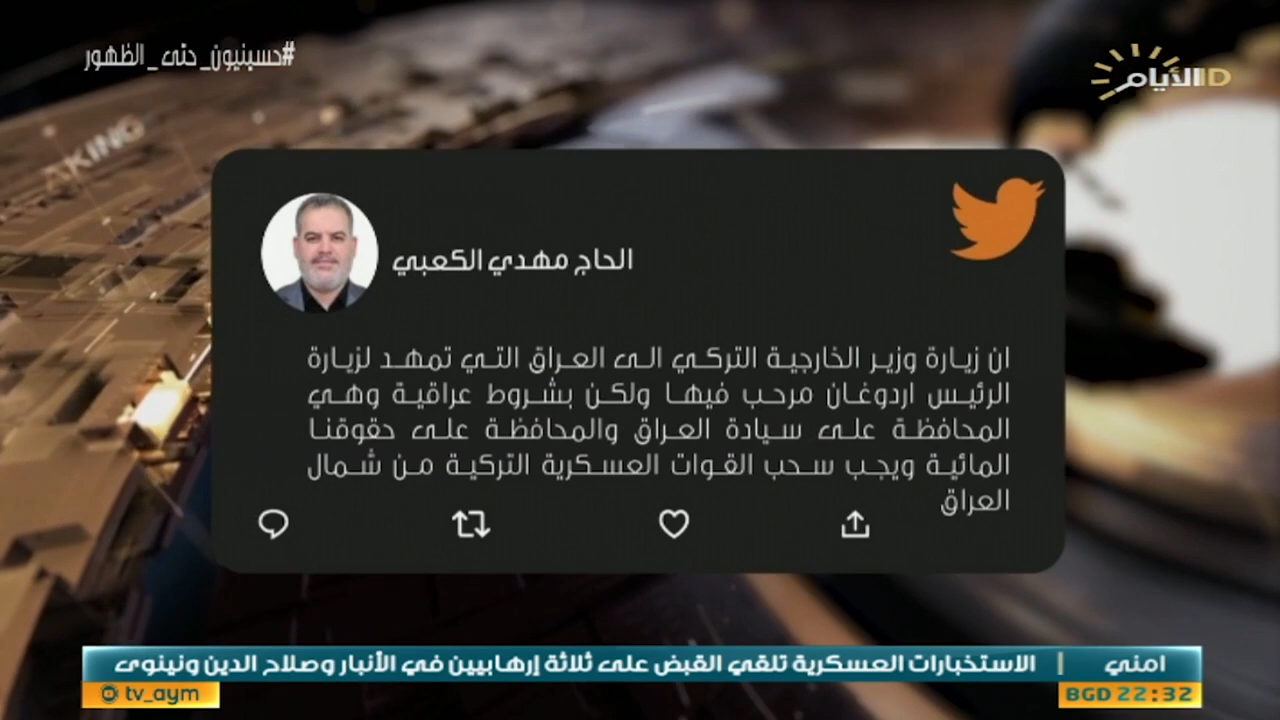 #حسينيون_حتى_الظهور
الأيام
الحاج مهدي الكعبي
ان زيارة وزير الخارجية التركي الى العراق التي تمهد لزيارة
الرئيس اردوغان مرحب فيها ولكن بشروط عراقية وهي
المحافظة على سيادة العراق والمحافظة على حقوقنا
المائية ويجب سحب القوات العسكرية التركية من شمال
العراق
امني | الاستخبارات العسكرية تلقي القبض على ثلاثة إرهابيين في الأنبار وصلاح الدين ونينوى
tv_aym
BGD 22:32